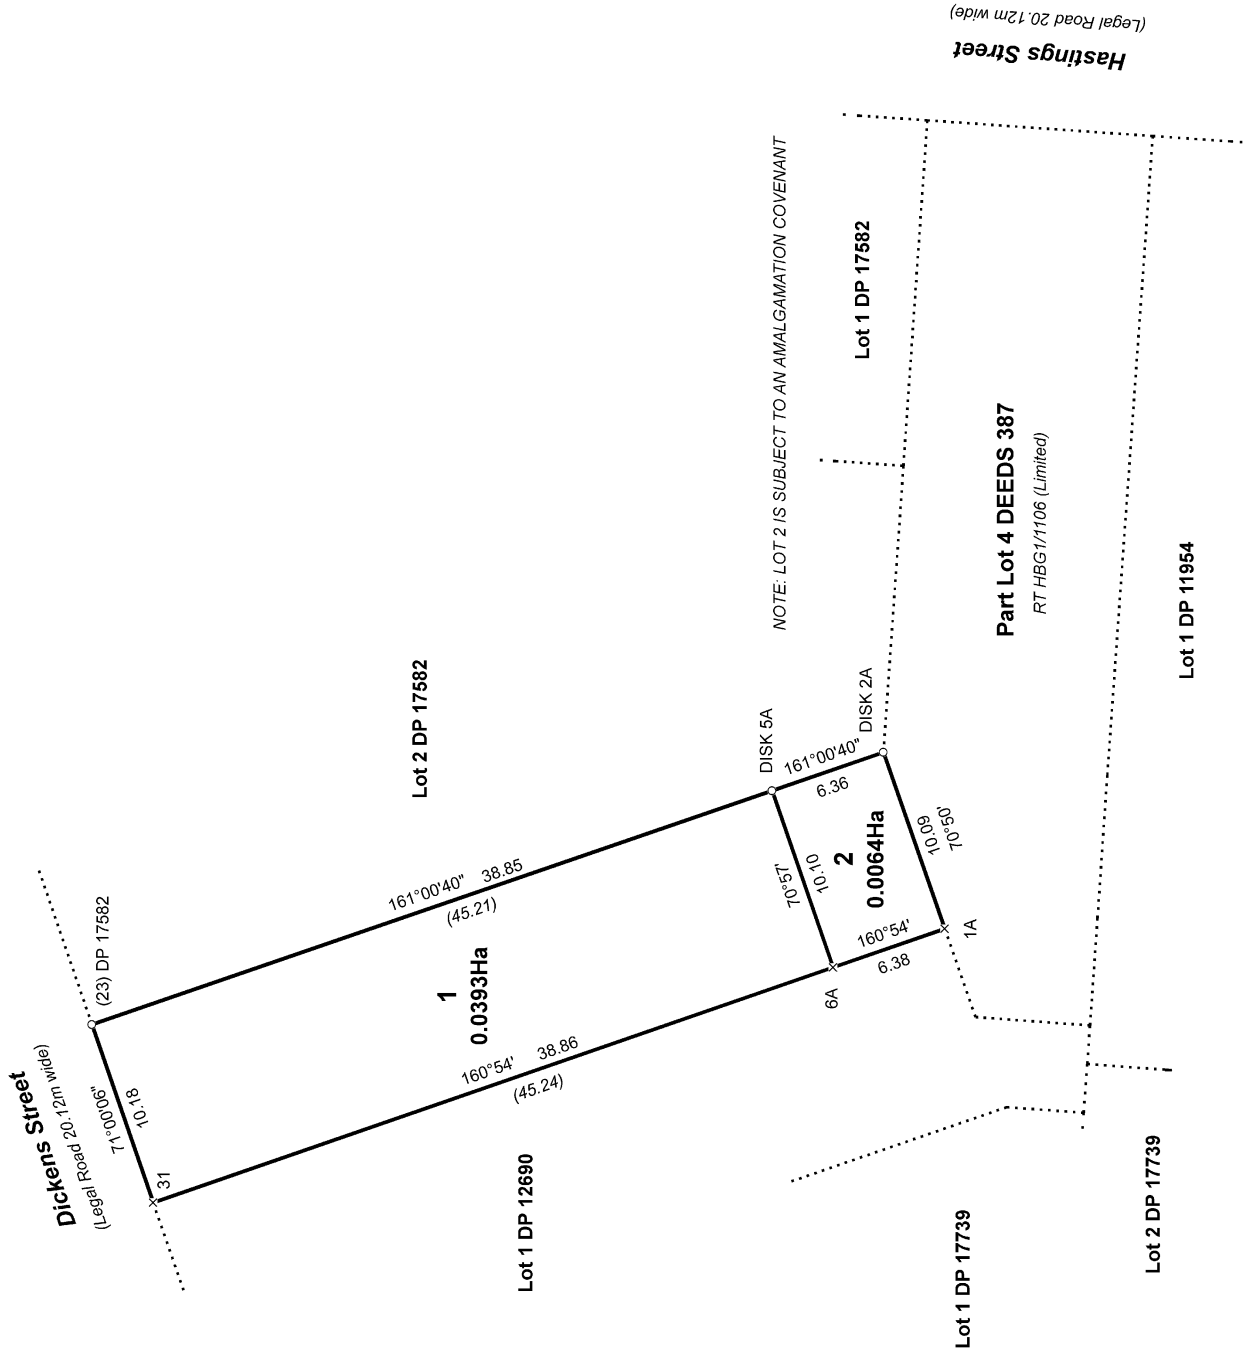 Dickens Street
(Legal Road 20.12m wide)
71°00'06"
10.18
31
(23) DP 17582
161°00'40" 38.85
(45.21)
Lot 2 DP 17582
1
0.0393Ha
160°54' 38.86
(45.24)
Lot 1 DP 12690
DISK 5A
161°00'40"
6.36
DISK 2A
70°57'
10.10
2
0.0064Ha
10.09
70°50'
160°54'
6.38
6A
1A
NOTE: LOT 2 IS SUBJECT TO AN AMALGAMATION COVENANT
Lot 1 DP 17582
Part Lot 4 DEEDS 387
RT HBG1/1106 (Limited)
Lot 1 DP 11954
Lot 1 DP 17739
Lot 2 DP 17739
Hastings Street
(Legal Road 20.12m wide)